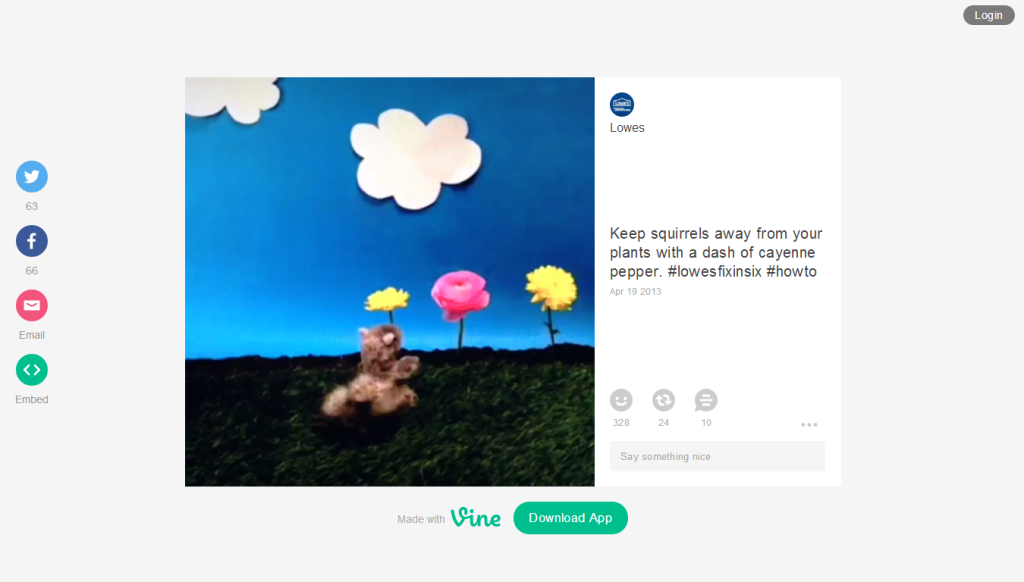 Login
63
66
Email
Embed
LOWE'S
Lowes
Keep squirrels away from your
plants with a dash of cayenne
pepper. #lowesfixinsix #howto
Apr 19 2013
328
24
10
Say something nice
Made with Vine
Download App